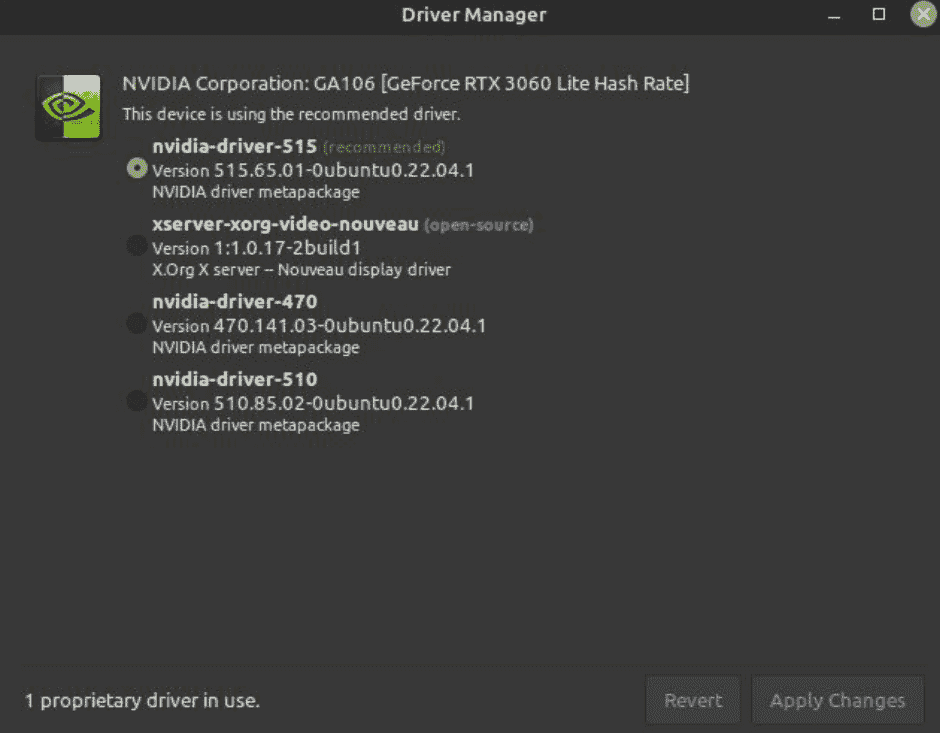 Driver Manager
NVIDIA Corporation: GA106 [GeForce RTX 3060 Lite Hash Rate]
This device is using the recommended driver.
nvidia-driver-515 (recommended)
Version 515.65.01-0ubuntu0.22.04.1
NVIDIA driver metapackage
xserver-xorg-video-nouveau (open-source)
Version 1:1.0.17-2build1
X.Org X server -- Nouveau display driver
nvidia-driver-470
Version 470.141.03-0ubuntu0.22.04.1
NVIDIA driver metapackage
nvidia-driver-510
Version 510.85.02-0ubuntu0.22.04.1
NVIDIA driver metapackage
1 proprietary driver in use.
Revert
Apply Changes